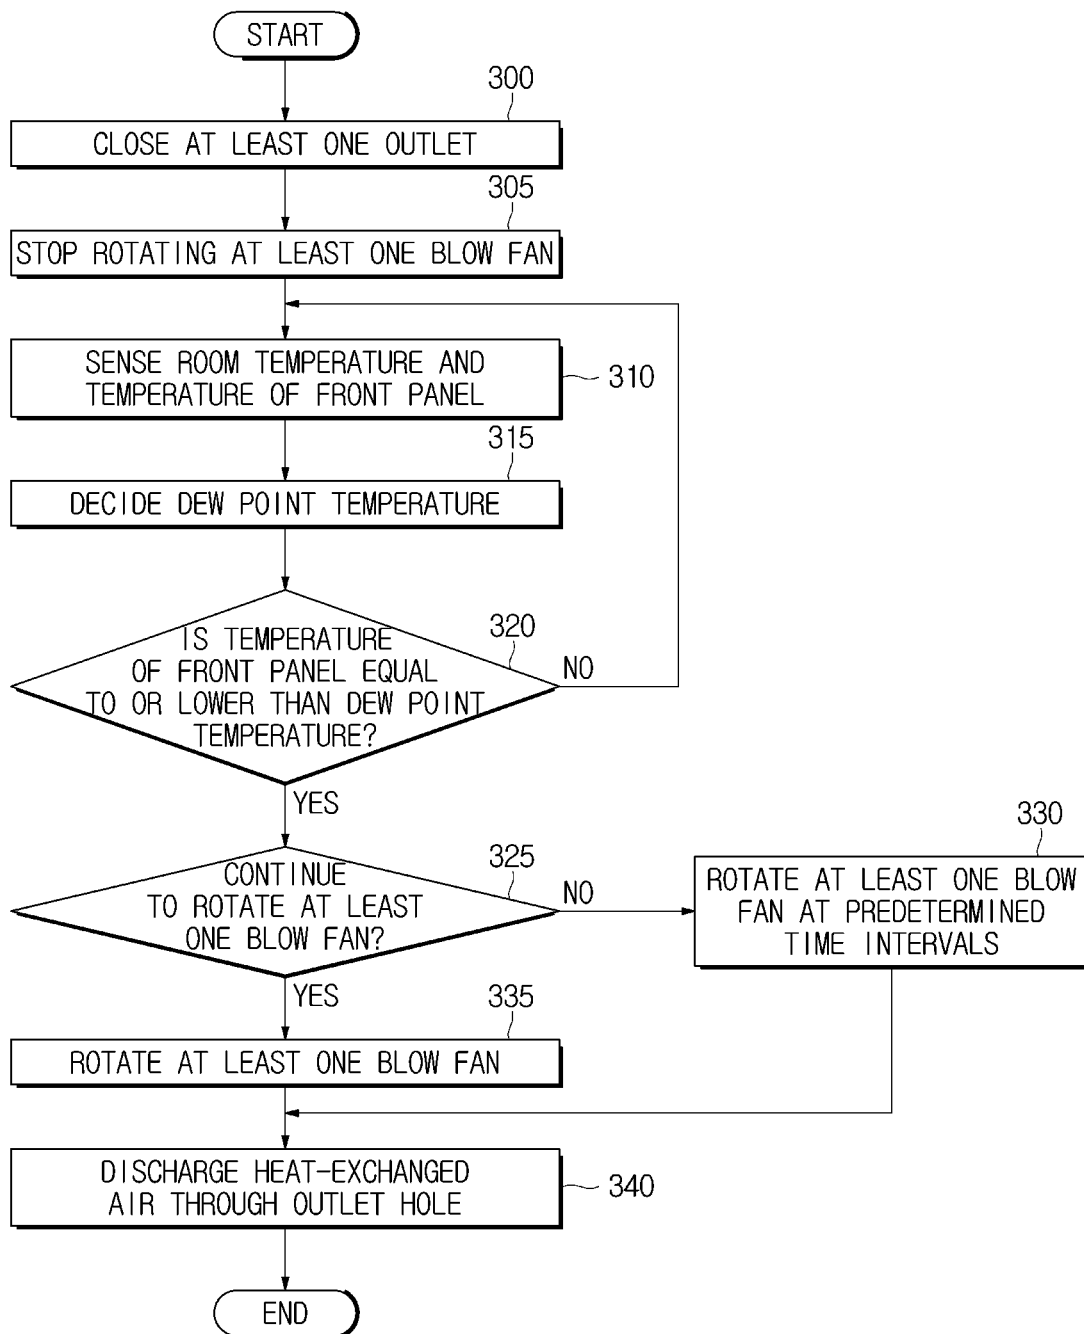 START
300
CLOSE AT LEAST ONE OUTLET
305
STOP ROTATING AT LEAST ONE BLOW FAN
SENSE ROOM TEMPERATURE AND
TEMPERATURE OF FRONT PANEL
310
315
DECIDE DEW POINT TEMPERATURE
320
IS TEMPERATURE
OF FRONT PANEL EQUAL
TO OR LOWER THAN DEW POINT
TEMPERATURE?
NO
YES
325
CONTINUE
TO ROTATE AT LEAST
ONE BLOW FAN?
NO
330
ROTATE AT LEAST ONE BLOW
FAN AT PREDETERMINED
TIME INTERVALS
YES
335
ROTATE AT LEAST ONE BLOW FAN
DISCHARGE HEAT-EXCHANGED
AIR THROUGH OUTLET HOLE
340
END